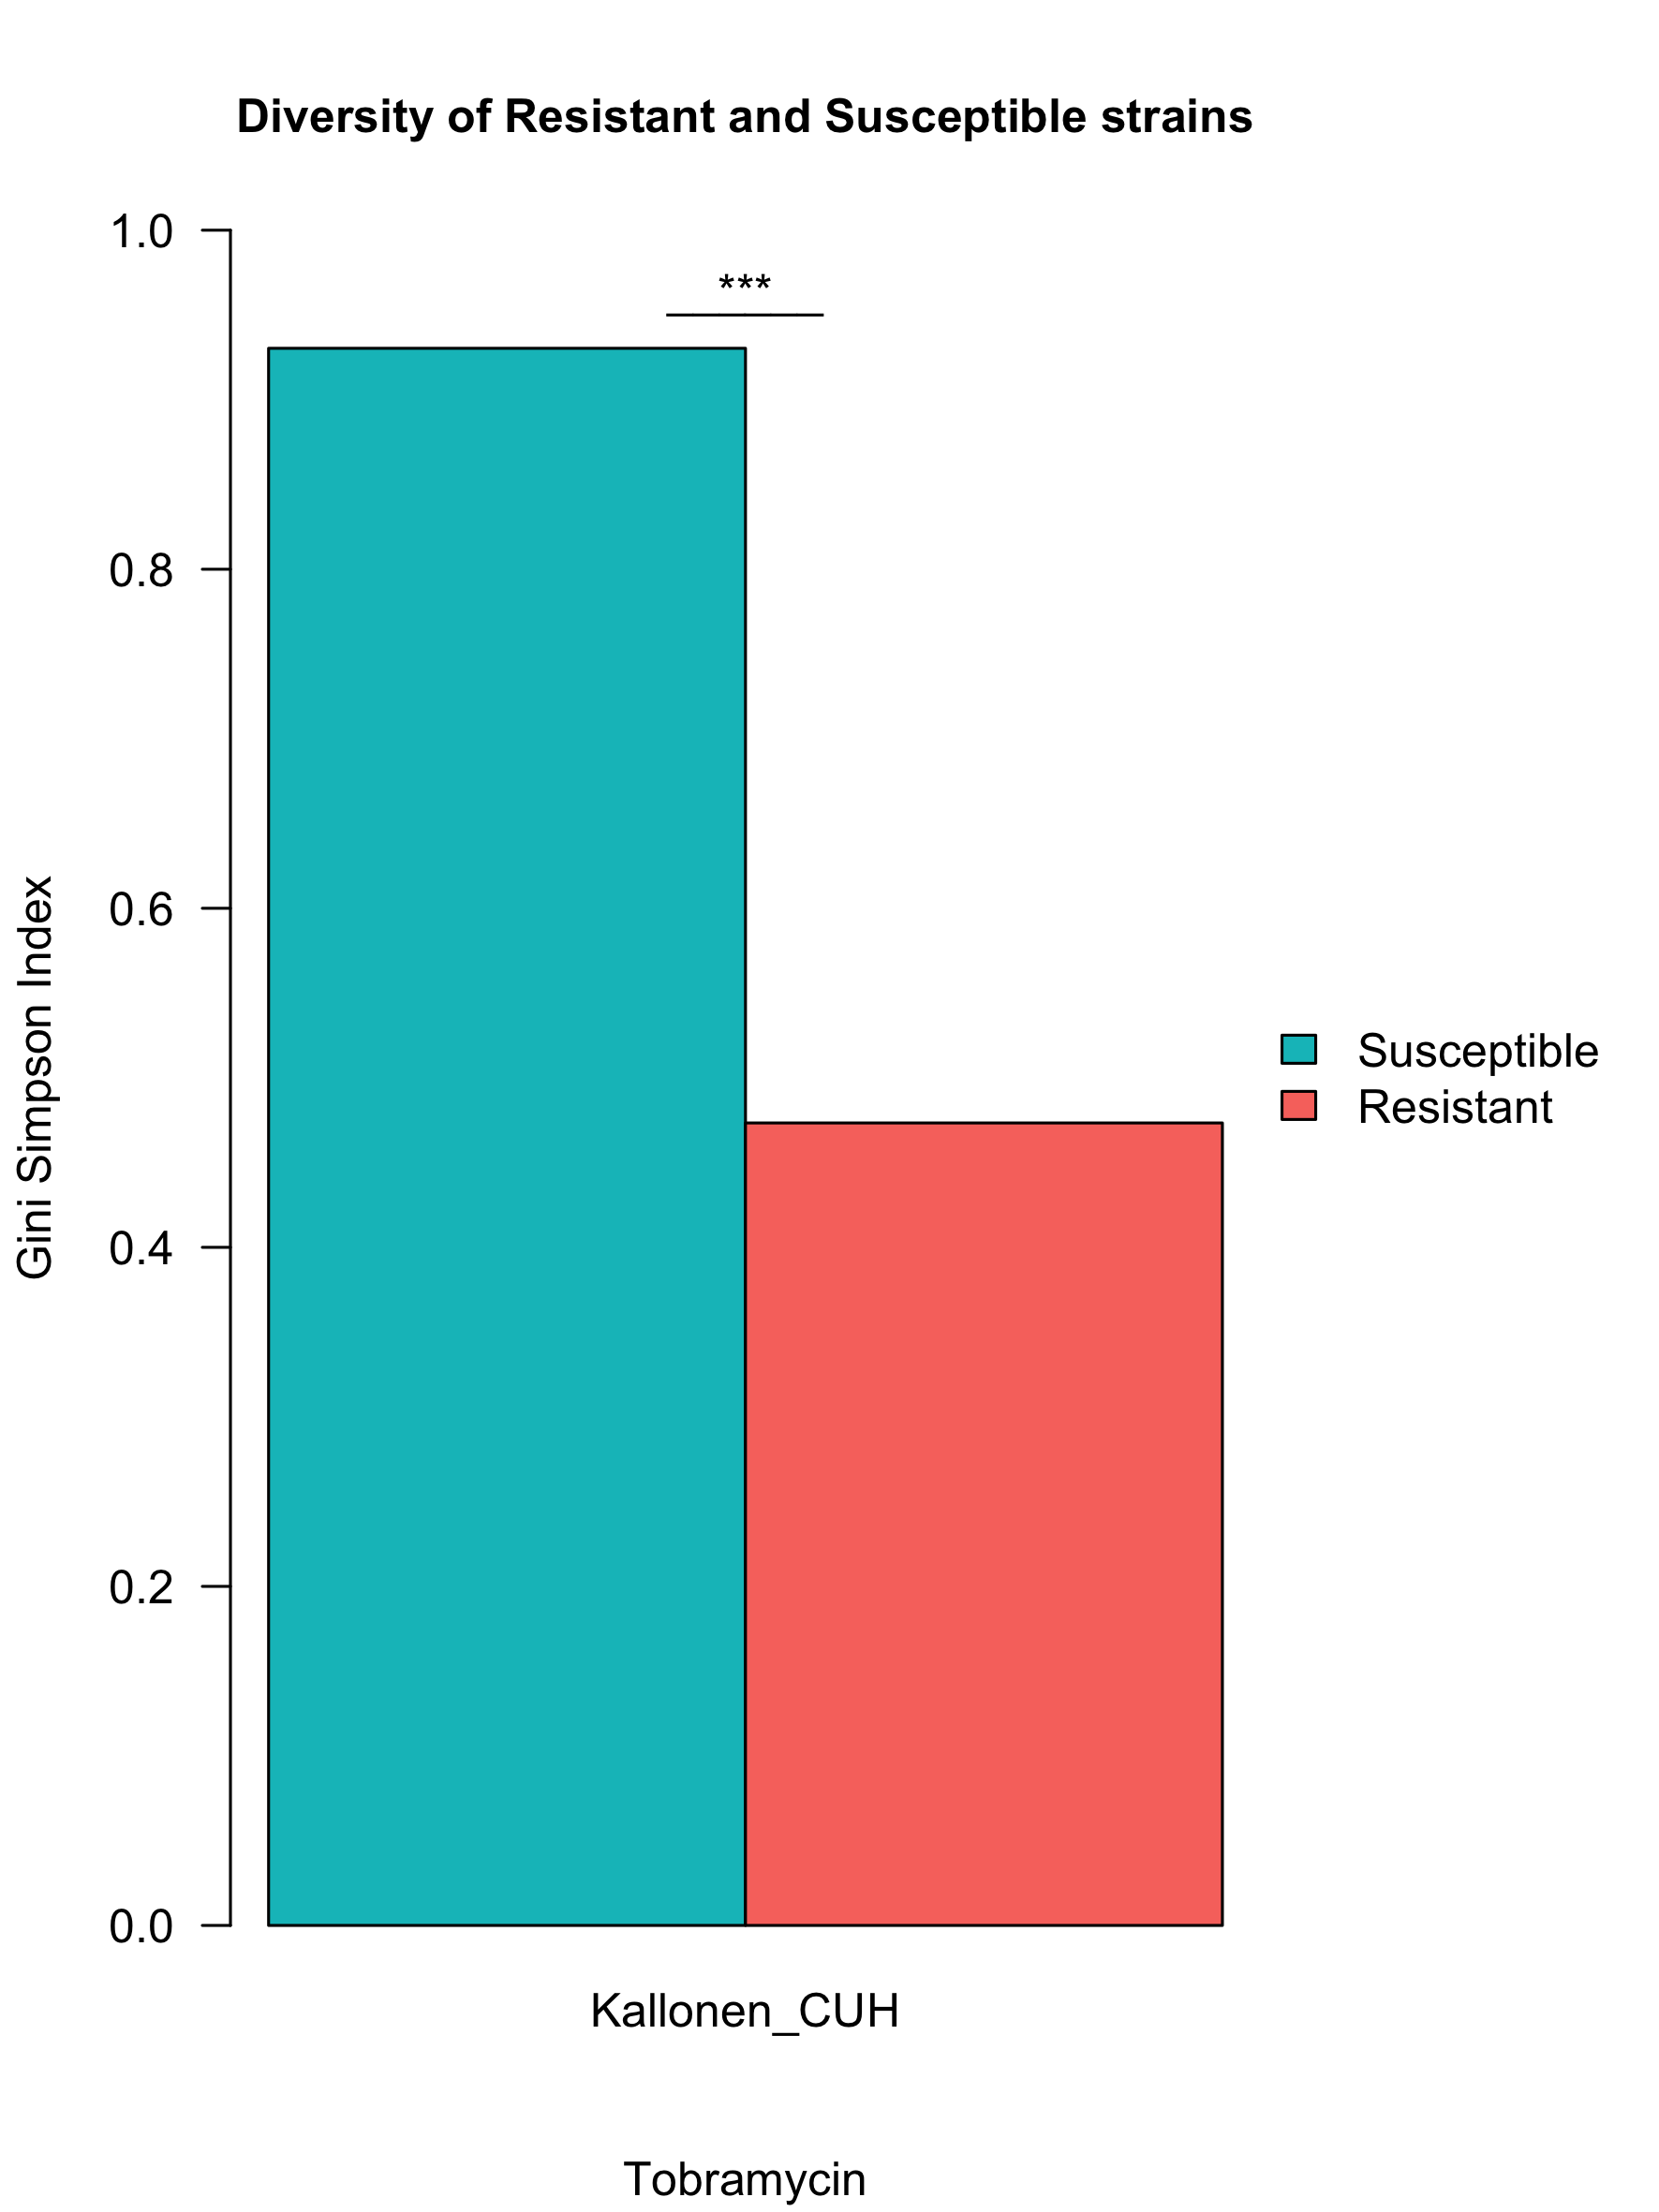 Diversity of Resistant and Susceptible strains
1.0
***
0.8
0.6
0.4
0.2
0.0
Gini Simpson Index
Susceptible
Resistant
Kallonen_CUH
Tobramycin